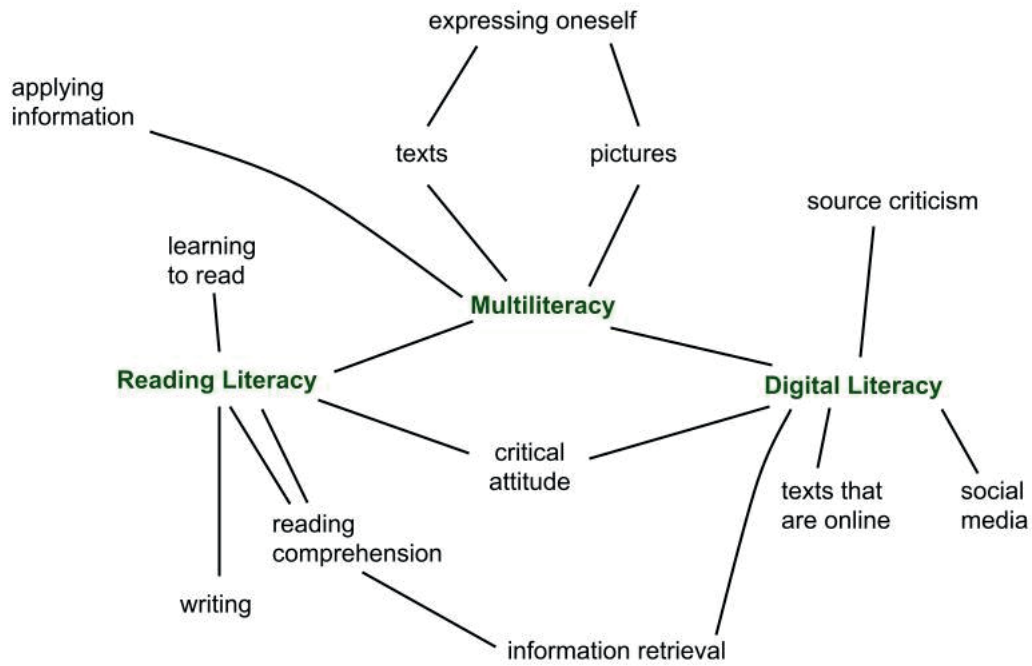 expressing oneself
applying
information
texts
pictures
source criticism
learning
to read
Multiliteracy
Reading Literacy
Digital Literacy
critical
attitude
texts that
are online
social
media
reading
comprehension
writing
information retrieval